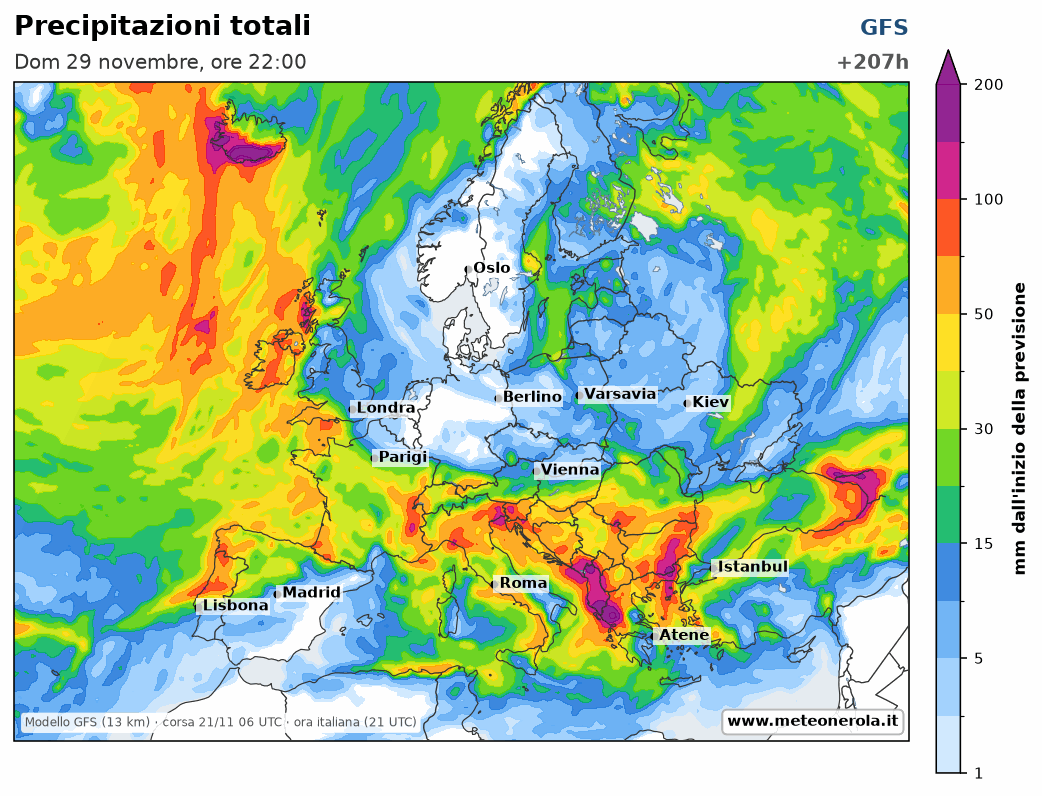 Precipitazioni totali
GFS
Dom 29 novembre, ore 22:00
+207h
200
100
50
30
15
5
1
mm dall'inizio della previsione
Oslo
Berlino
Varsavia
Kiev
Londra
Parigi
Vienna
Istanbul
Roma
Madrid
Lisbona
Atene
Modello GFS (13 km) · corsa 21/11 06 UTC · ora italiana (21 UTC)
www.meteonerola.it